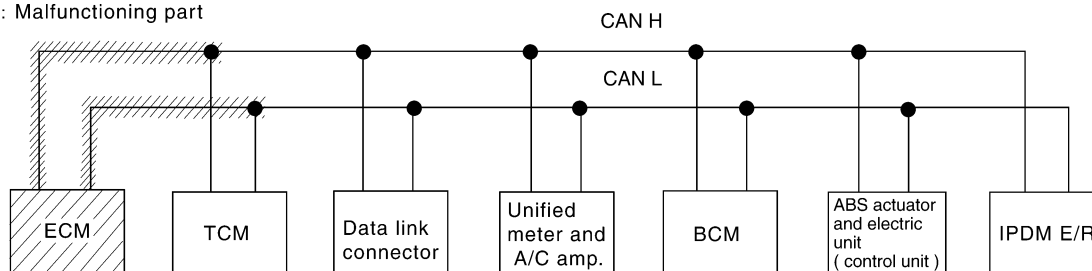 : Malfunctioning part
CAN H
CAN L
ECM
TCM
Data link
connector
Unified
meter and
A/C amp.
BCM
ABS actuator
and electric
unit
( control unit )
IPDM E/R